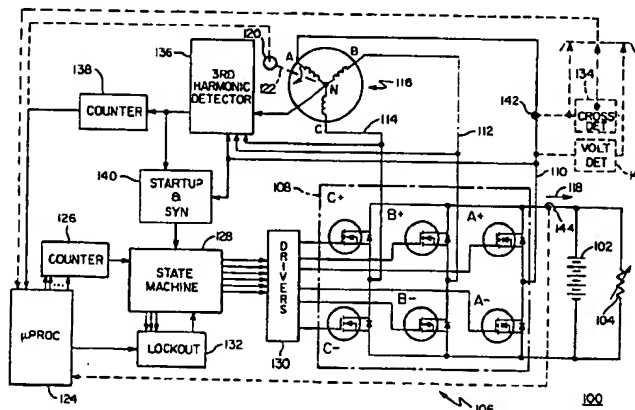 120
136
A
B
138
3RD
HARMONIC
DETECTOR
122
N
116
134
COUNTER
142
CROSS
DET
C
114
112
VOLT
DET
140
STARTUP
&
SYN
110
118
108
C+
B+
A+
144
126
128
COUNTER
STATE
MACHINE
DRIVERS
102
104
μPROC
LOCKOUT
B-
A-
C-
124
132
130
106
100